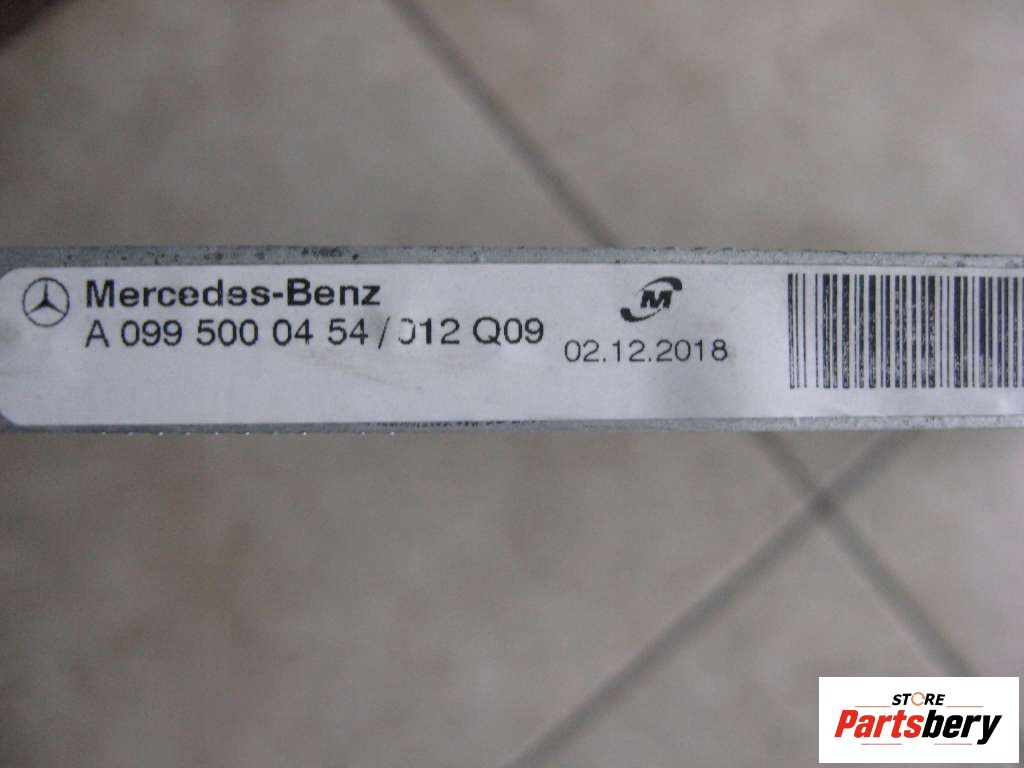 Mercedes-Benz
A 099 500 04 54 / 012 Q09
M
02.12.2018
STORE
Partsbery